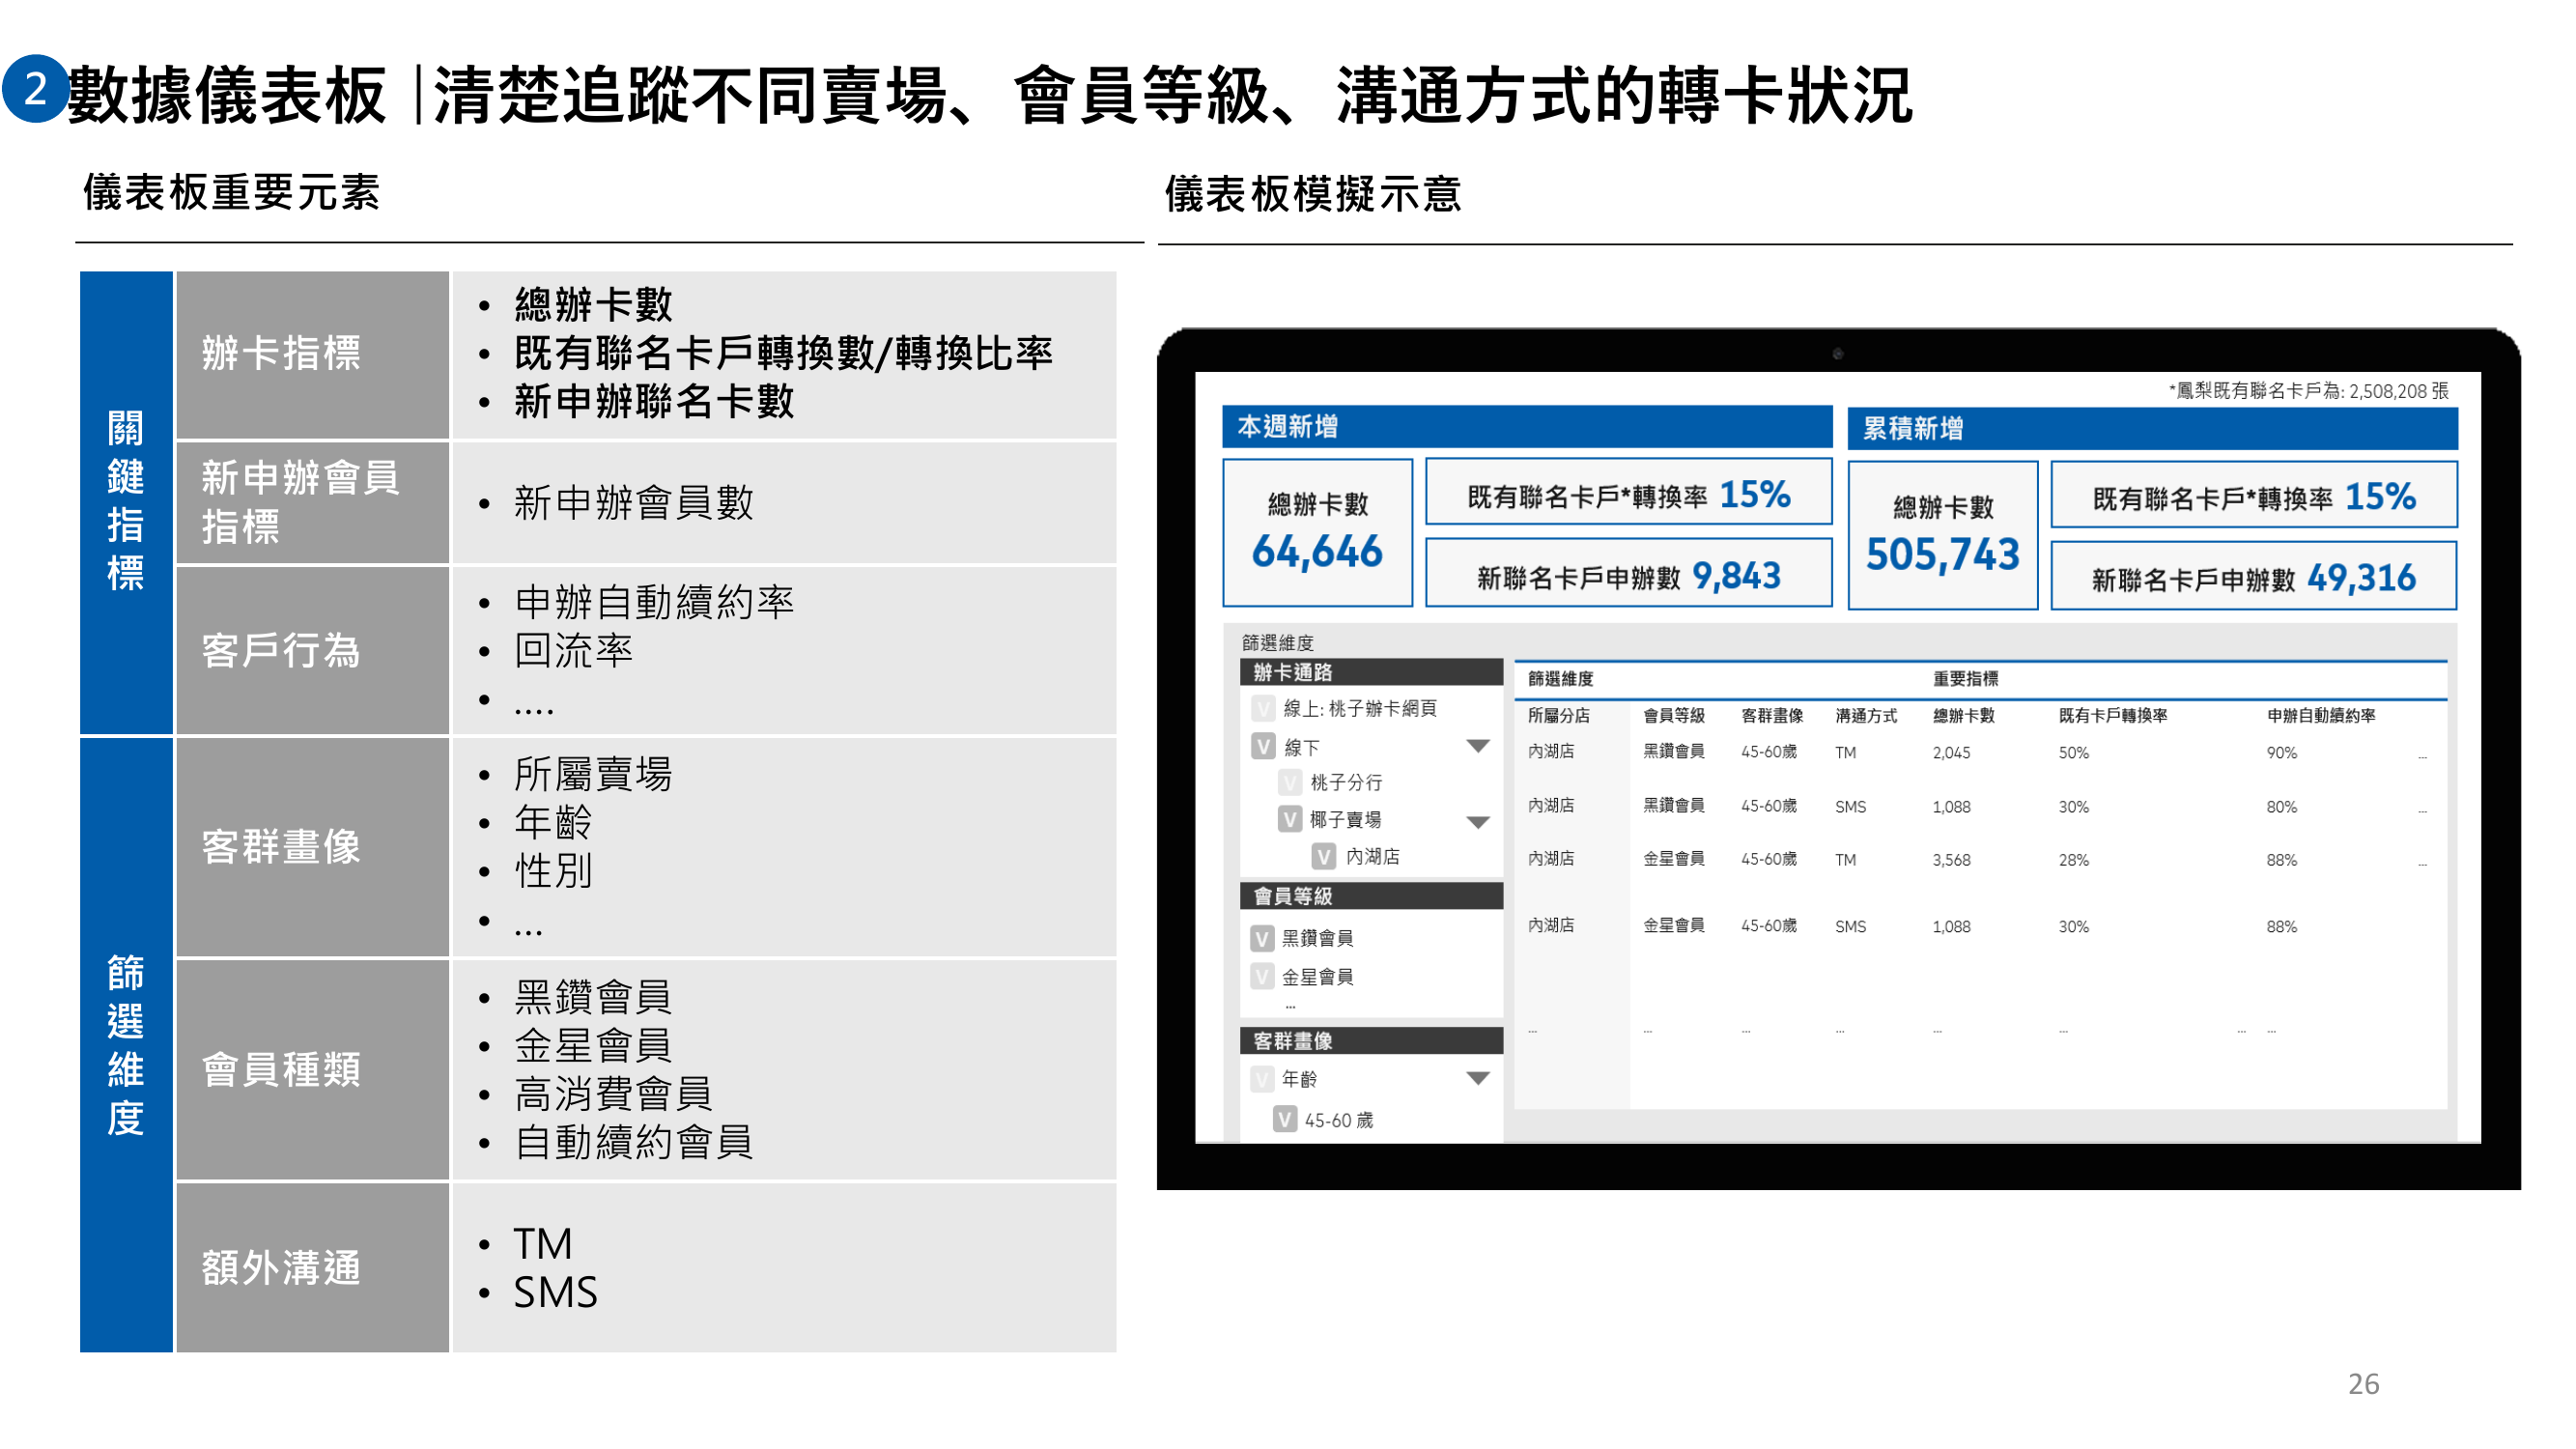 2 數據儀表板 |清楚追蹤不同賣場、會員等級、溝通方式的轉卡狀況
儀表板重要元素
關鍵指標
辦卡指標
• 總辦卡數
• 既有聯名卡戶轉換數/轉換比率
• 新申辦聯名卡數
新申辦會員
指標
• 新申辦會員數
客戶行為
• 申辦自動續約率
• 回流率
• ....
篩選維度
客群畫像
• 所屬賣場
• 年齡
• 性別
• ...
會員種類
• 黑鑽會員
• 金星會員
• 高消費會員
• 自動續約會員
額外溝通
• TM
• SMS
儀表板模擬示意
*鳳梨既有聯名卡戶為: 2,508,208 張
本週新增
總辦卡數
64,646
既有聯名卡戶*轉換率 15%
新聯名卡戶申辦數 9,843
累積新增
總辦卡數
505,743
既有聯名卡戶*轉換率 15%
新聯名卡戶申辦數 49,316
篩選維度
辦卡通路
V 線上: 桃子辦卡網頁
V 線下
V 桃子分行
V 椰子賣場
V 內湖店
會員等級
V 黑鑽會員
V 金星會員
...
客群畫像
V 年齡
V 45-60 歲
篩選維度 重要指標
所屬分店 會員等級 客群畫像 溝通方式 總辦卡數 既有卡戶轉換率 申辦自動續約率
內湖店 黑鑽會員 45-60歲 TM 2,045 50% 90% ...
內湖店 黑鑽會員 45-60歲 SMS 1,088 30% 80% ...
內湖店 金星會員 45-60歲 TM 3,568 28% 88% ...
內湖店 金星會員 45-60歲 SMS 1,088 30% 88%
... ... ... ... ... ... ... ...
26